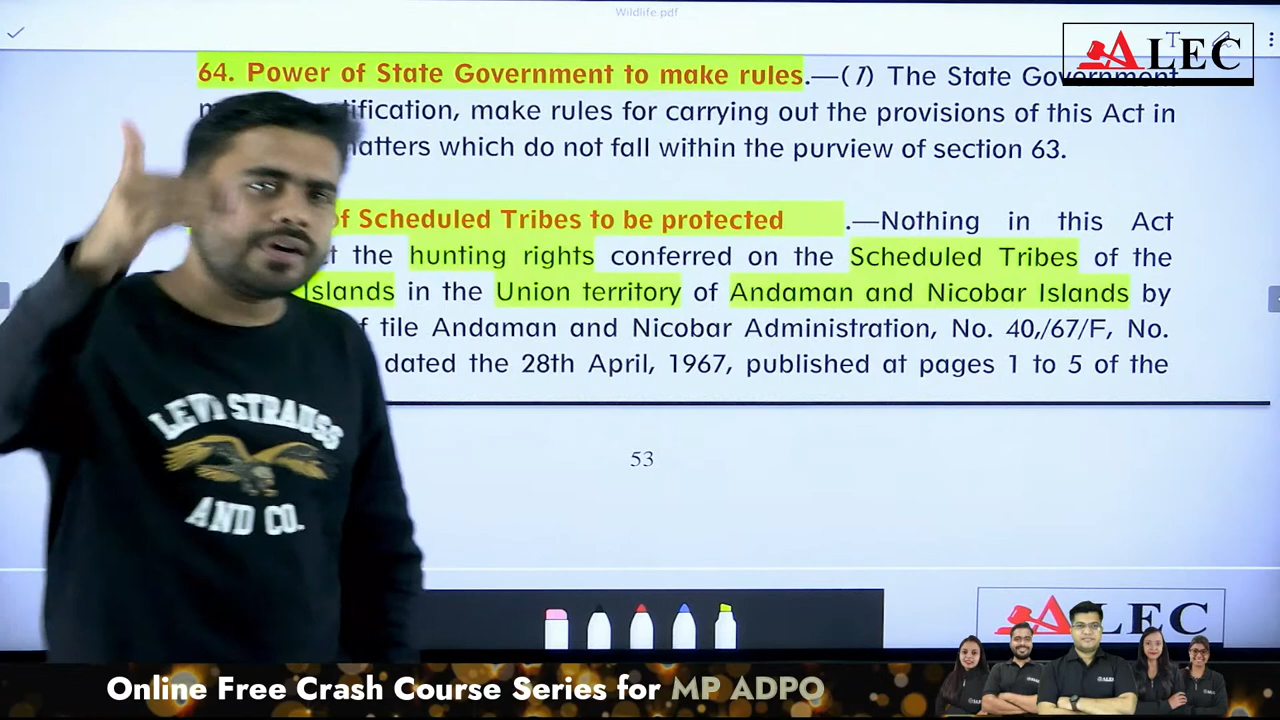 Wildlife.pdf
ALEC
64. Power of State Government to make rules.—(1) The State Government
make rules for carrying out the provisions of this Act in
matters which do not fall within the purview of section 63.
of Scheduled Tribes to be protected .—Nothing in this Act
the hunting rights conferred on the Scheduled Tribes of the
Islands in the Union territory of Andaman and Nicobar Islands by
tile Andaman and Nicobar Administration, No. 40,/67/F, No.
dated the 28th April, 1967, published at pages 1 to 5 of the
53
LEVI STRAUSS
AND CO.
ALEC
Online Free Crash Course Series for MP ADPO